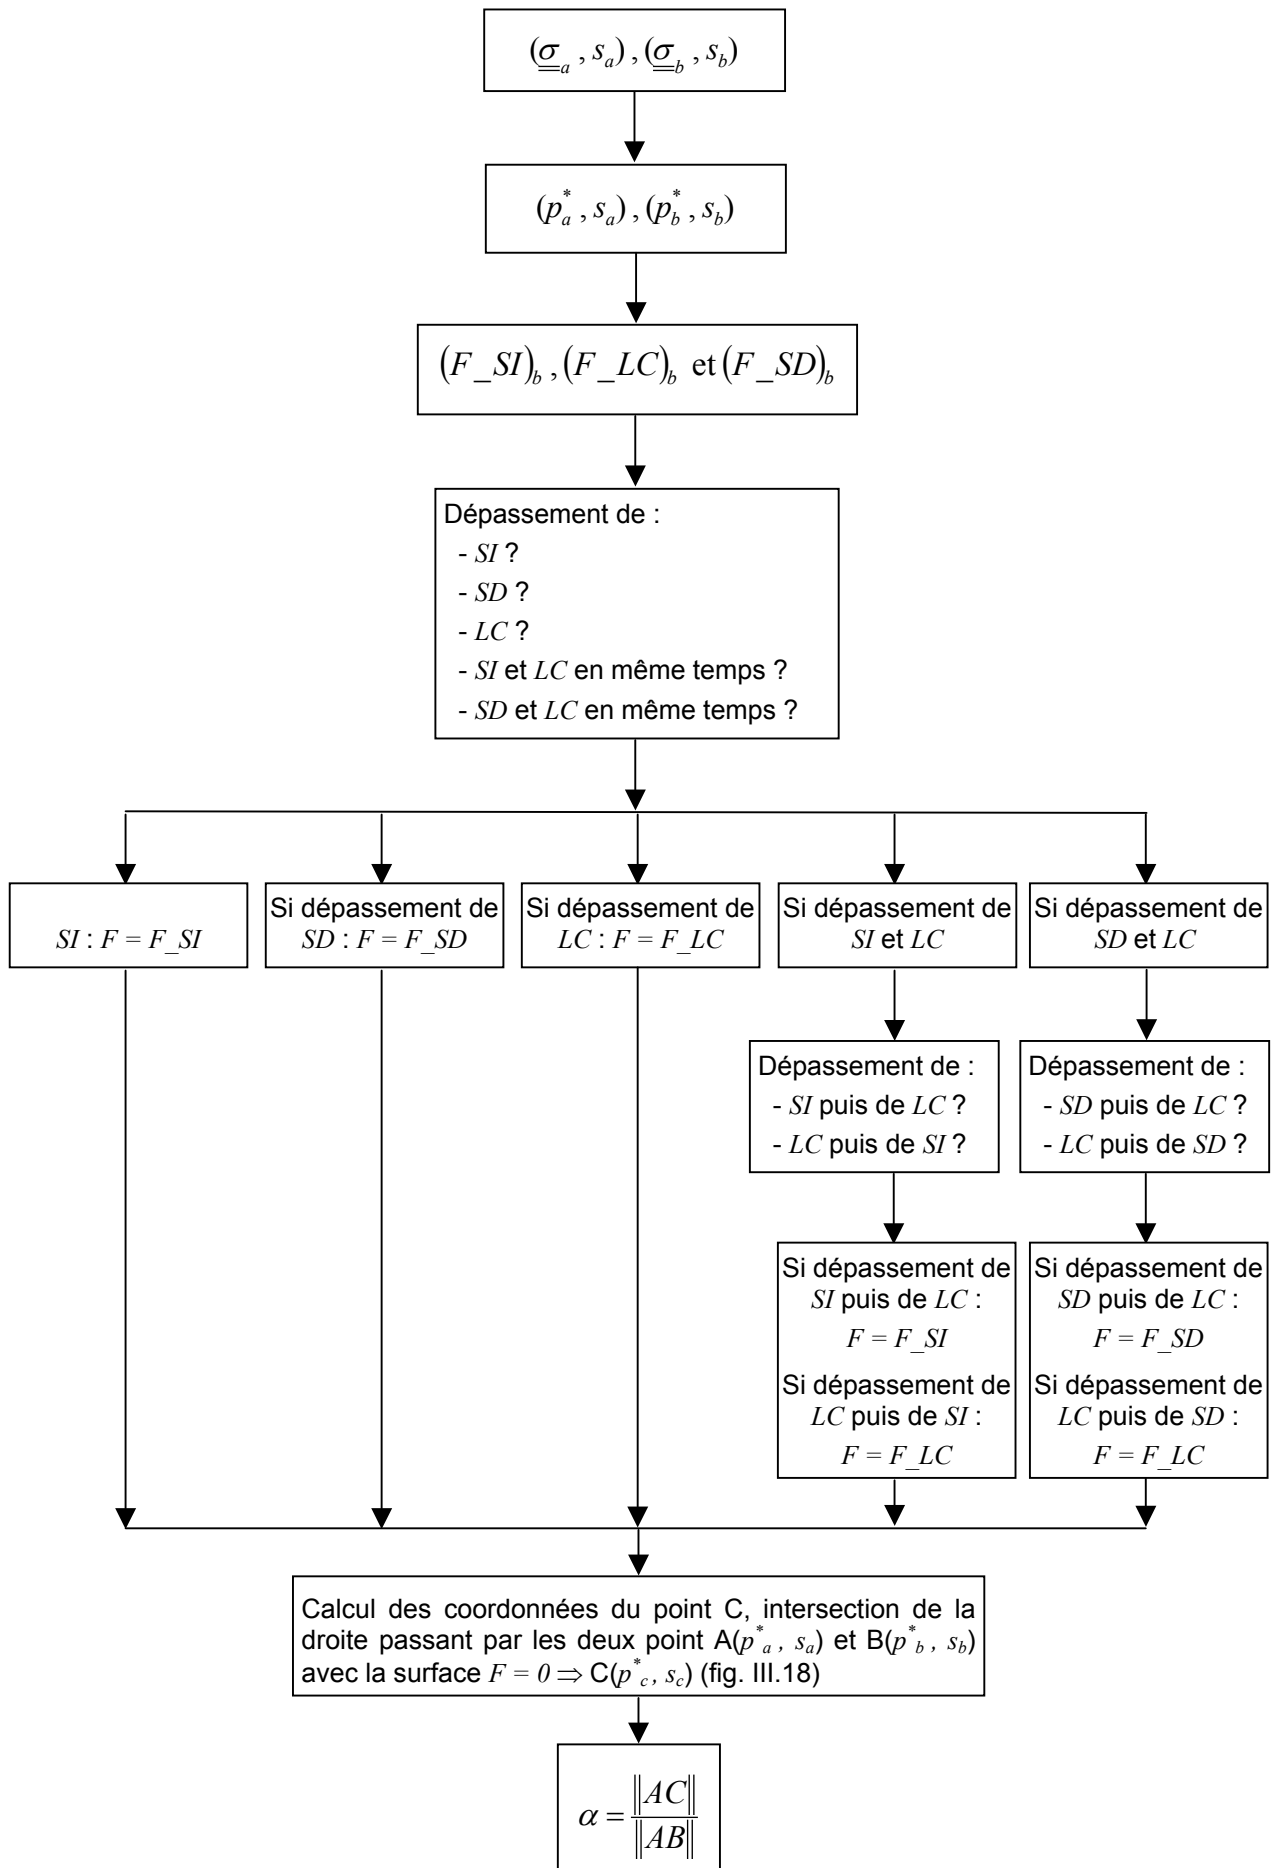 (σ_a , s_a) , (σ_b , s_b)
(p*_a , s_a) , (p*_b , s_b)
(F_SI)_b , (F_LC)_b et (F_SD)_b
Dépassement de :
- SI ?
- SD ?
- LC ?
- SI et LC en même temps ?
- SD et LC en même temps ?
SI : F = F_SI
Si dépassement de
SD : F = F_SD
Si dépassement de
LC : F = F_LC
Si dépassement de
SI et LC
Si dépassement de
SD et LC
Dépassement de :
- SI puis de LC ?
- LC puis de SI ?
Dépassement de :
- SD puis de LC ?
- LC puis de SD ?
Si dépassement de
SI puis de LC :
F = F_SI
Si dépassement de
LC puis de SI :
F = F_LC
Si dépassement de
SD puis de LC :
F = F_SD
Si dépassement de
LC puis de SD :
F = F_LC
Calcul des coordonnées du point C, intersection de la
droite passant par les deux point A(p*_a , s_a) et B(p*_b , s_b)
avec la surface F = 0 ⇒ C(p*_c, s_c) (fig. III.18)
α = ‖AC‖ / ‖AB‖